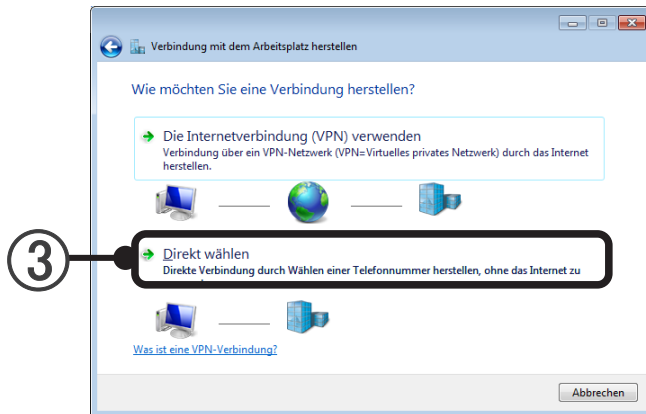 Verbindung mit dem Arbeitsplatz herstellen
Wie möchten Sie eine Verbindung herstellen?
Die Internetverbindung (VPN) verwenden
Verbindung über ein VPN-Netzwerk (VPN=Virtuelles privates Netzwerk) durch das Internet
herstellen.
3
Direkt wählen
Direkte Verbindung durch Wählen einer Telefonnummer herstellen, ohne das Internet zu
Was ist eine VPN-Verbindung?
Abbrechen